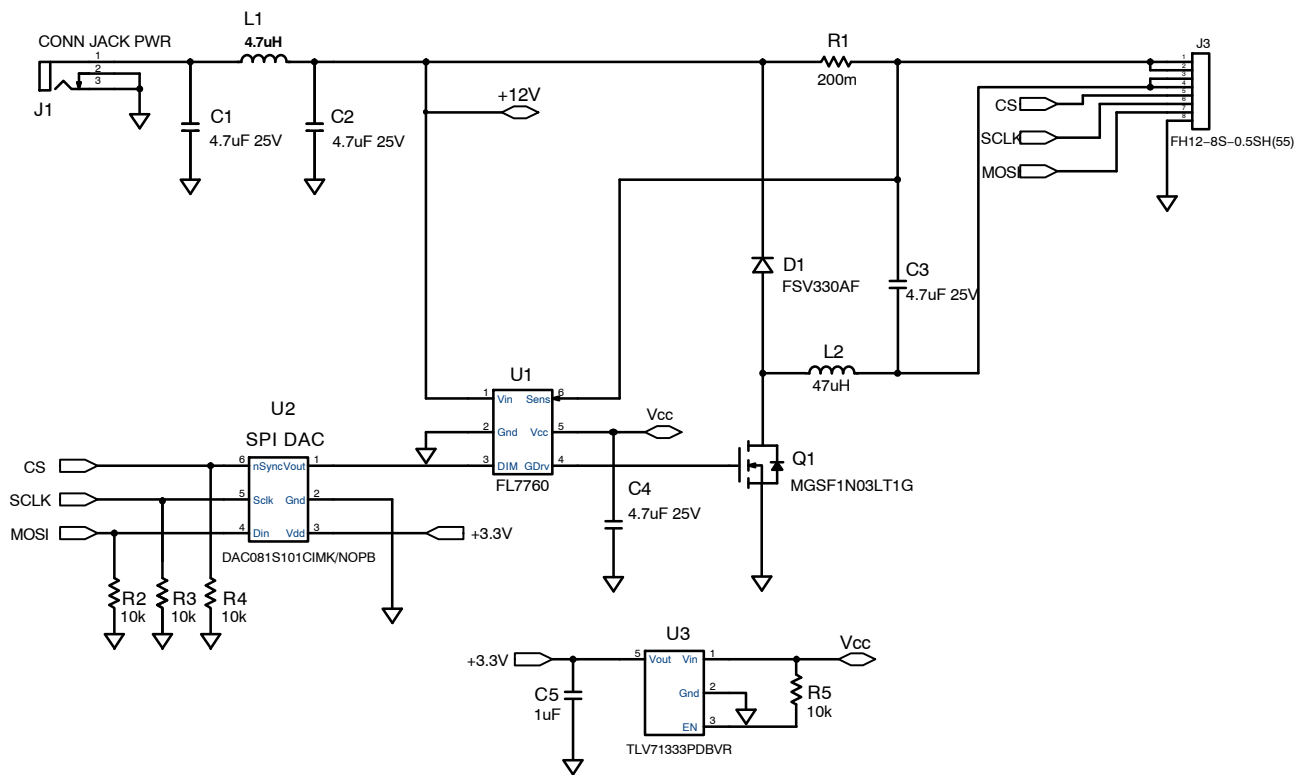 L1
4.7uH
CONN JACK PWR
1
2
3
J1
C1
4.7uF 25V
C2
4.7uF 25V
+12V
R1
200m
J3
1
2
3
4
5
6
7
8
CS
SCLK
MOSI
FH12–8S–0.5SH(55)
D1
FSV330AF
C3
4.7uF 25V
L2
47uH
U1
1
Vin
Sens
6
2
Gnd
Vcc
5
3
DIM
GDrv
4
FL7760
Vcc
C4
4.7uF 25V
Q1
MGSF1N03LT1G
U2
SPI DAC
CS
6
nSync
Vout
1
SCLK
5
Sclk
Gnd
2
MOSI
4
Din
Vdd
3
+3.3V
DAC081S101CIMK/NOPB
R2
10k
R3
10k
R4
10k
U3
+3.3V
5
Vout
Vin
1
Vcc
Gnd
2
EN
3
C5
1uF
R5
10k
TLV71333PDBVR